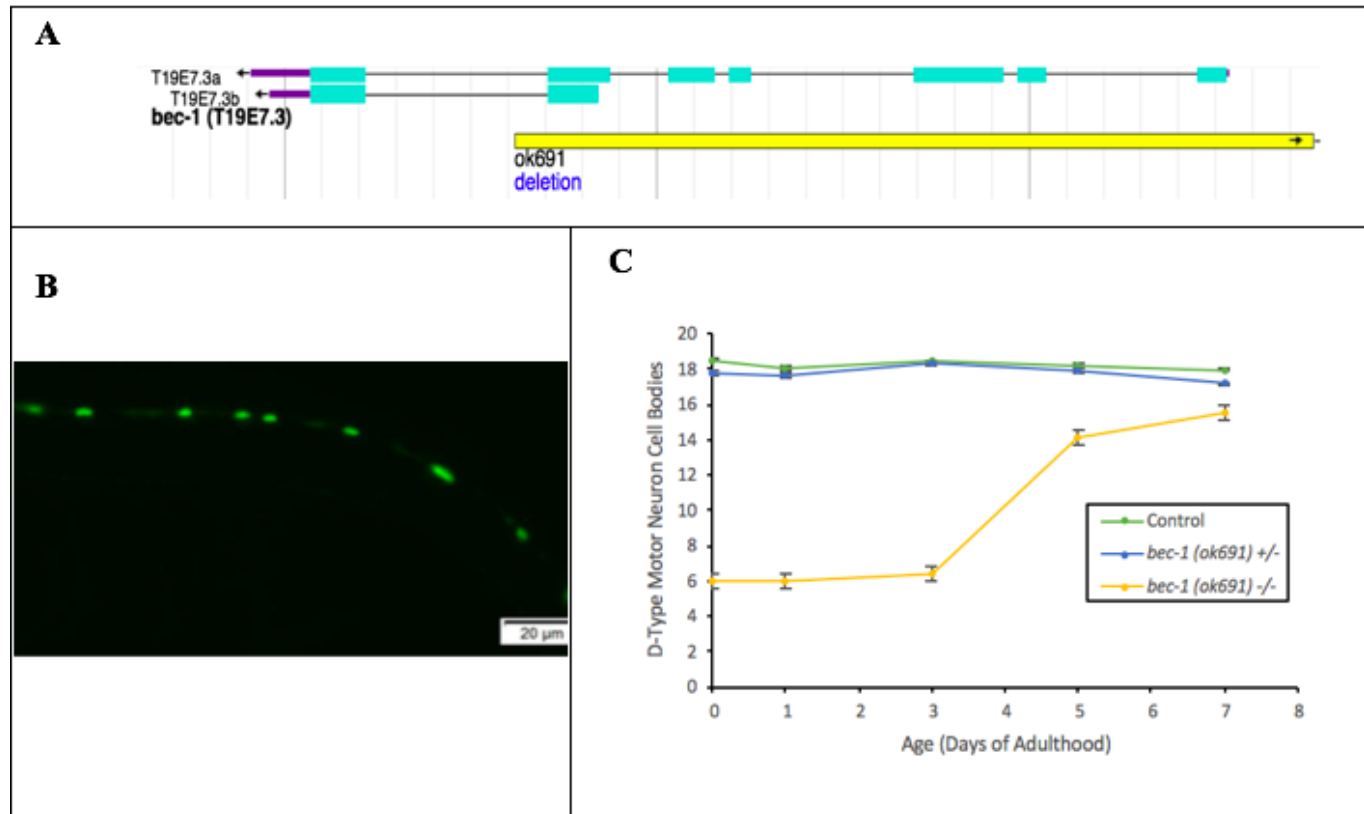 A
T19E7.3a
T19E7.3b
bec-1 (T19E7.3)
ok691
deletion
B
20 µm
C
D-Type Motor Neuron Cell Bodies
20
18
16
14
12
10
8
6
4
2
0
Control
bec-1 (ok691) +/-
bec-1 (ok691) -/-
0 1 2 3 4 5 6 7 8
Age (Days of Adulthood)